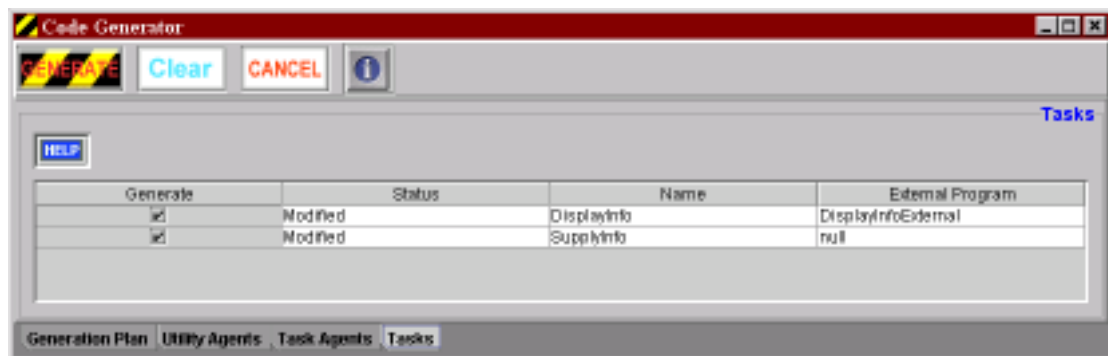 Code Generator
GENERATE Clear CANCEL i
Tasks
HELP
Generate Status Name External Program
Modified DisplayInfo DisplayInfoExternal
Modified SupplyInfo null
Generation Plan Utility Agents Task Agents Tasks